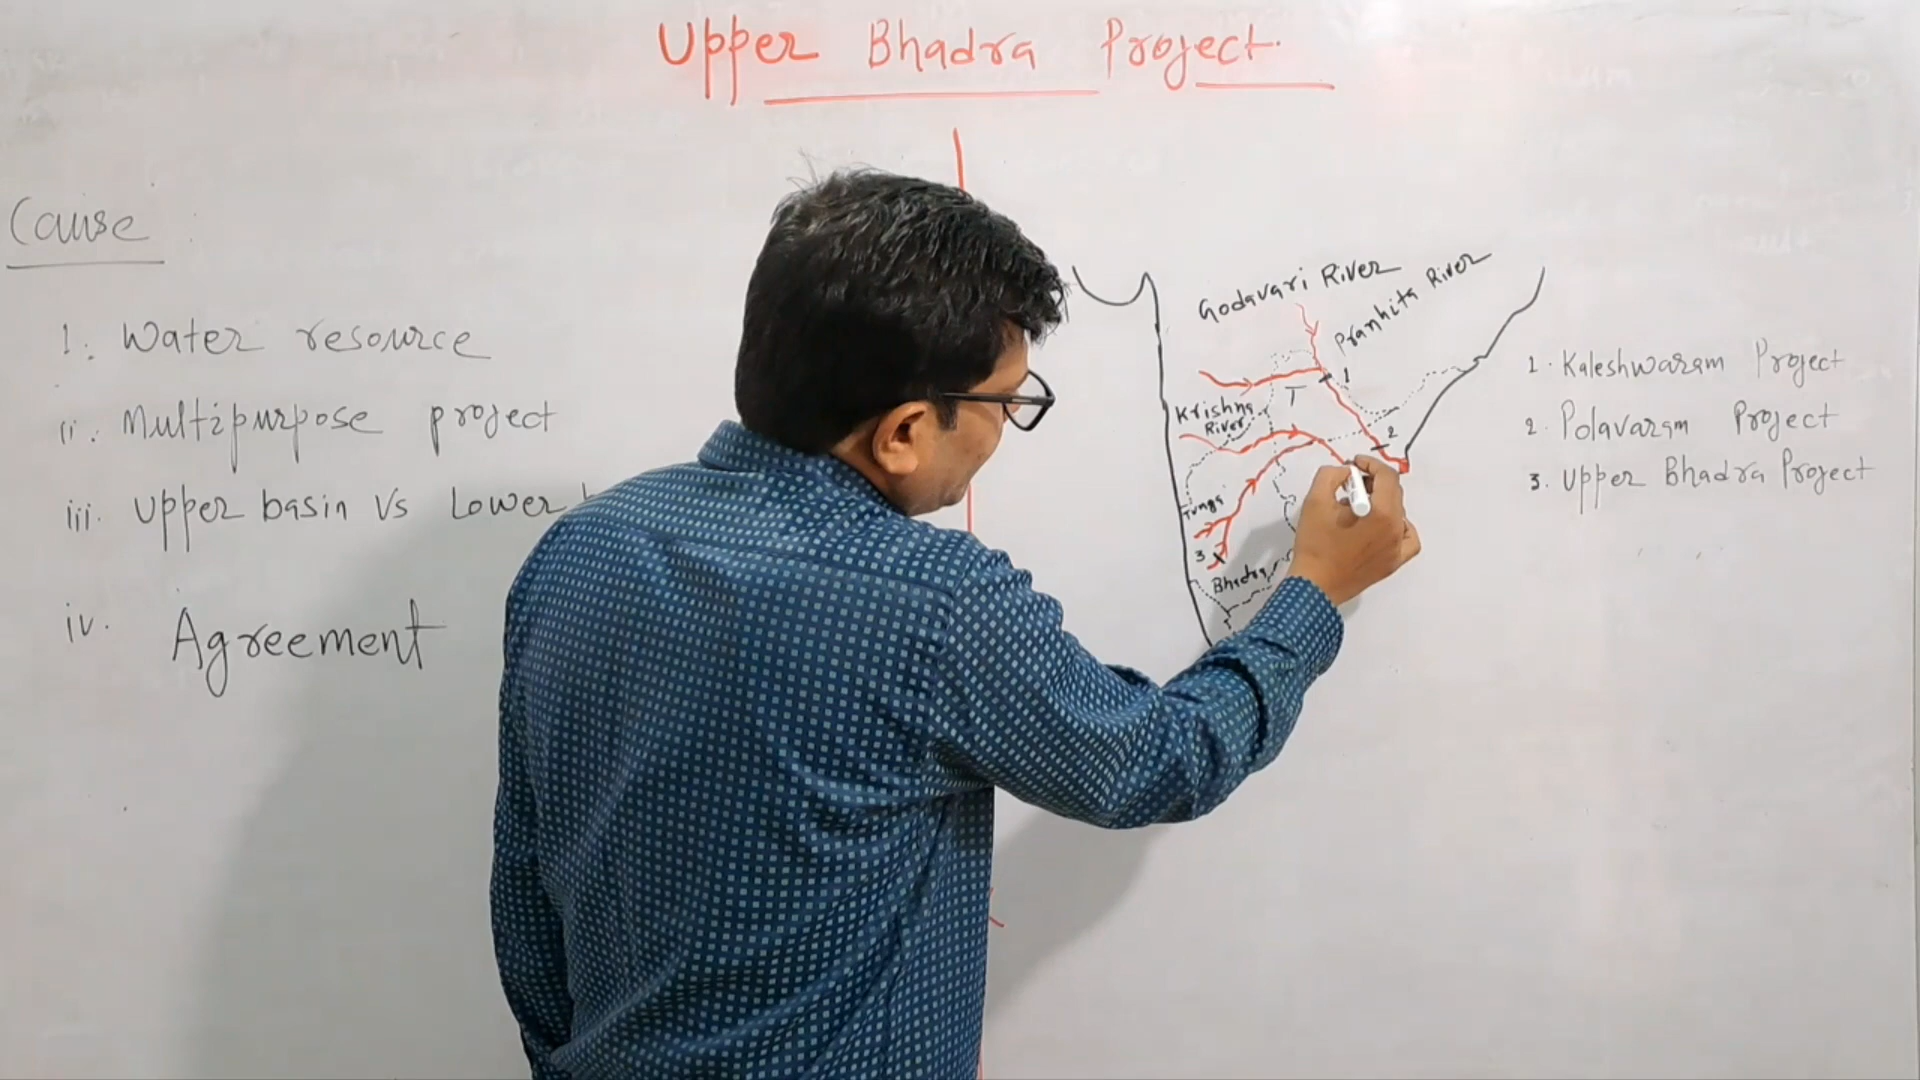 Upper Bhadra Project.
Cause
1. Water resource
ii. Multipurpose project
iii. Upper basin Vs Lower
iv. Agreement
Godavari River
Pranhita River
1
T
Krishna
River
2
Tunga
3
Bhadra
1. Kaleshwaram Project
2. Polavaram Project
3. Upper Bhadra Project